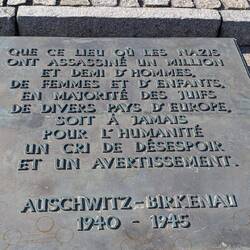 QUE CE LIEU OÙ LES NAZIS
ONT ASSASSINÉ UN MILLION
ET DEMI D'HOMMES,
DE FEMMES ET D'ENFANTS,
EN MAJORITÉ DES JUIFS
DE DIVERS PAYS D'EUROPE,
SOIT À JAMAIS
POUR L'HUMANITÉ
UN CRI DE DÉSESPOIR
ET UN AVERTISSEMENT.
AUSCHWITZ-BIRKENAU
1940 - 1945